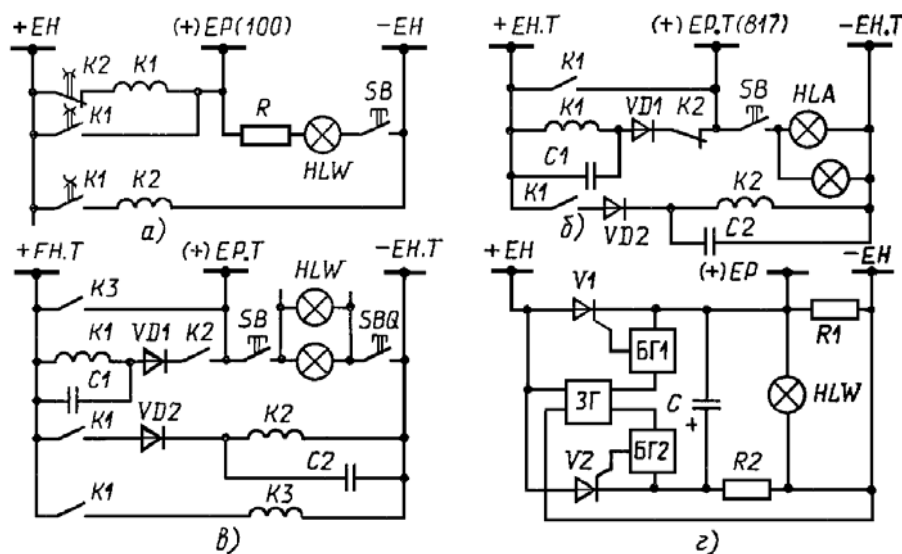 +EH (+)EP(100) -EH
K2 K1
K1 R SB
HLW
K1 K2
а)
+EH.T (+)EP.T(817) -EH.T
K1
K1 VD1 K2 SB HLA
C1
K1 K2
VD2 C2
б)
+EH.T (+)EP.T -EH.T
HLW
K3
K1 VD1 K2 SB SBQ
C1
VD2
K1 K2
C2
K1 K3
в)
+EH (+)EP -EH
V1
R1
БГ1
ЗГ C HLW
+
БГ2
V2 R2
г)